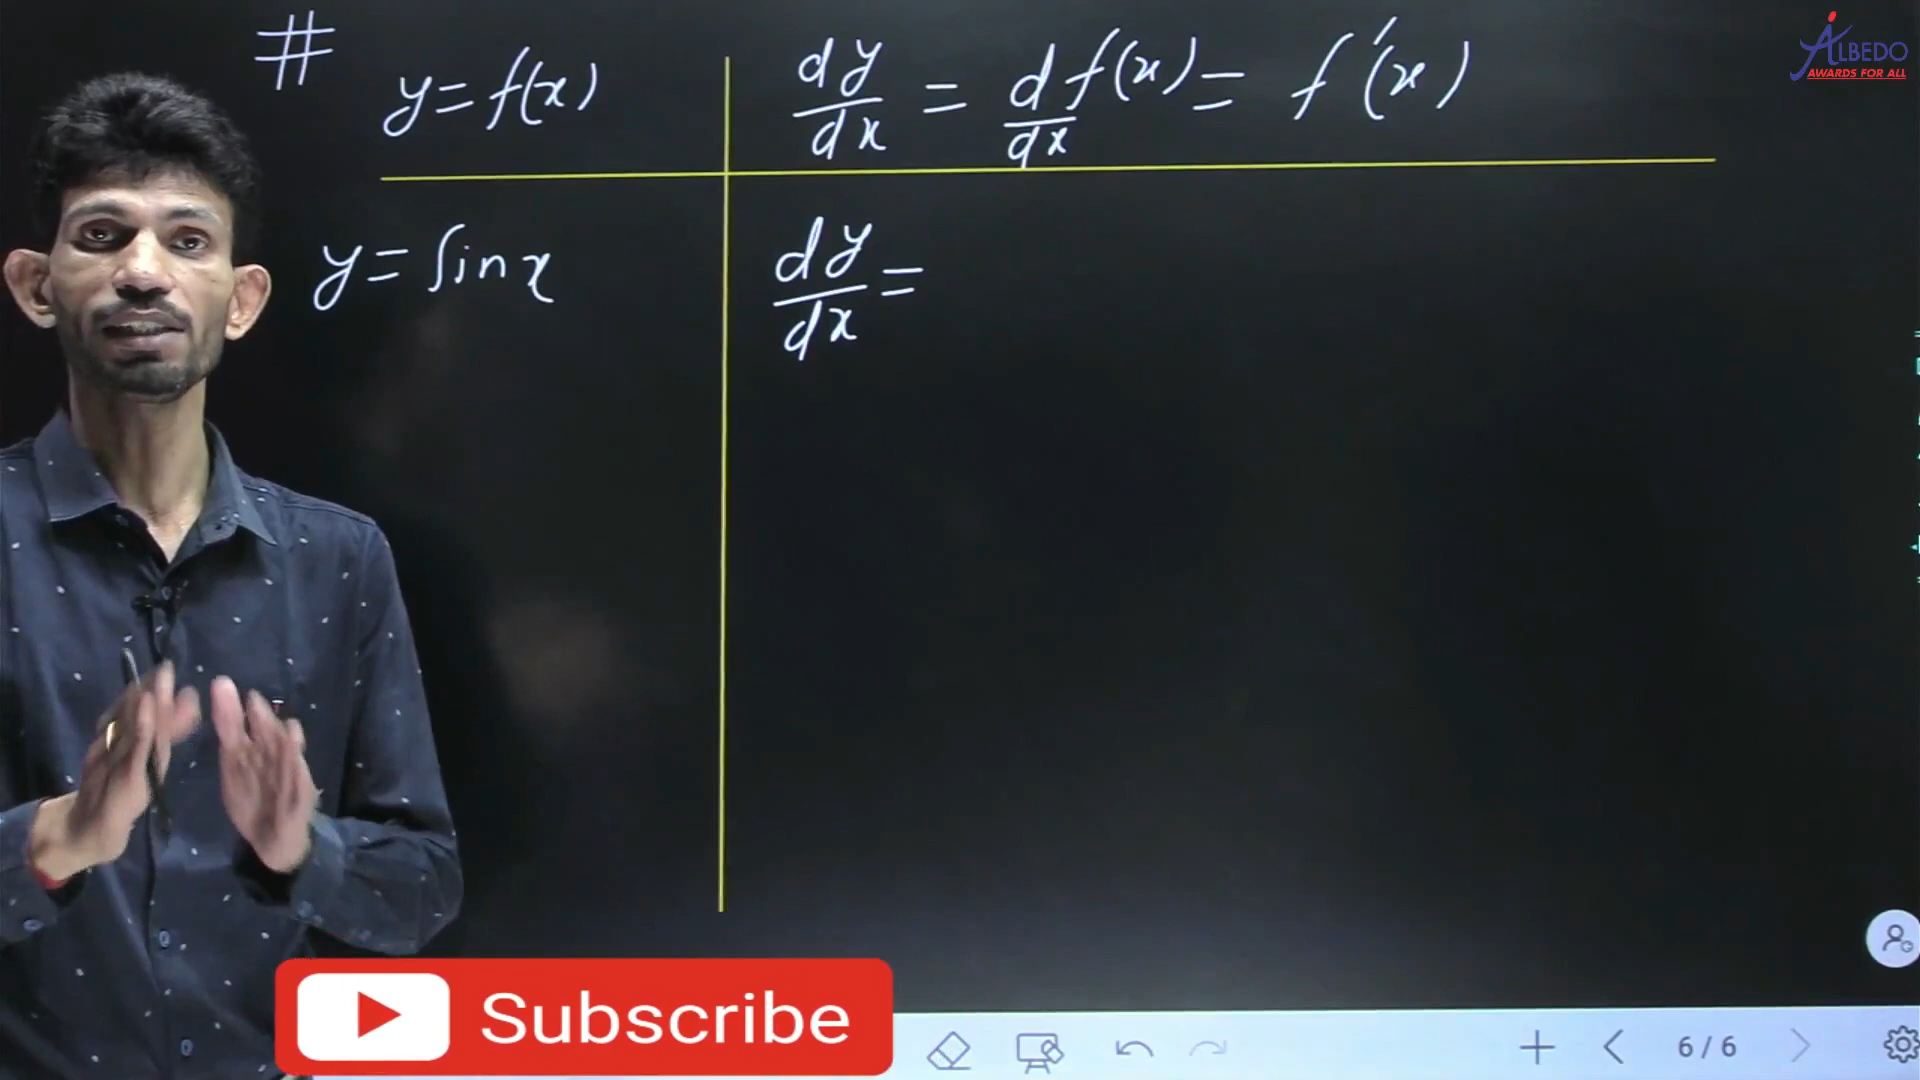 #
y = f(x)
dy/dx = d/dx f(x) = f'(x)
y = Sin x
dy/dx =
ALBEDO
AWARDS FOR ALL
Subscribe
6/6